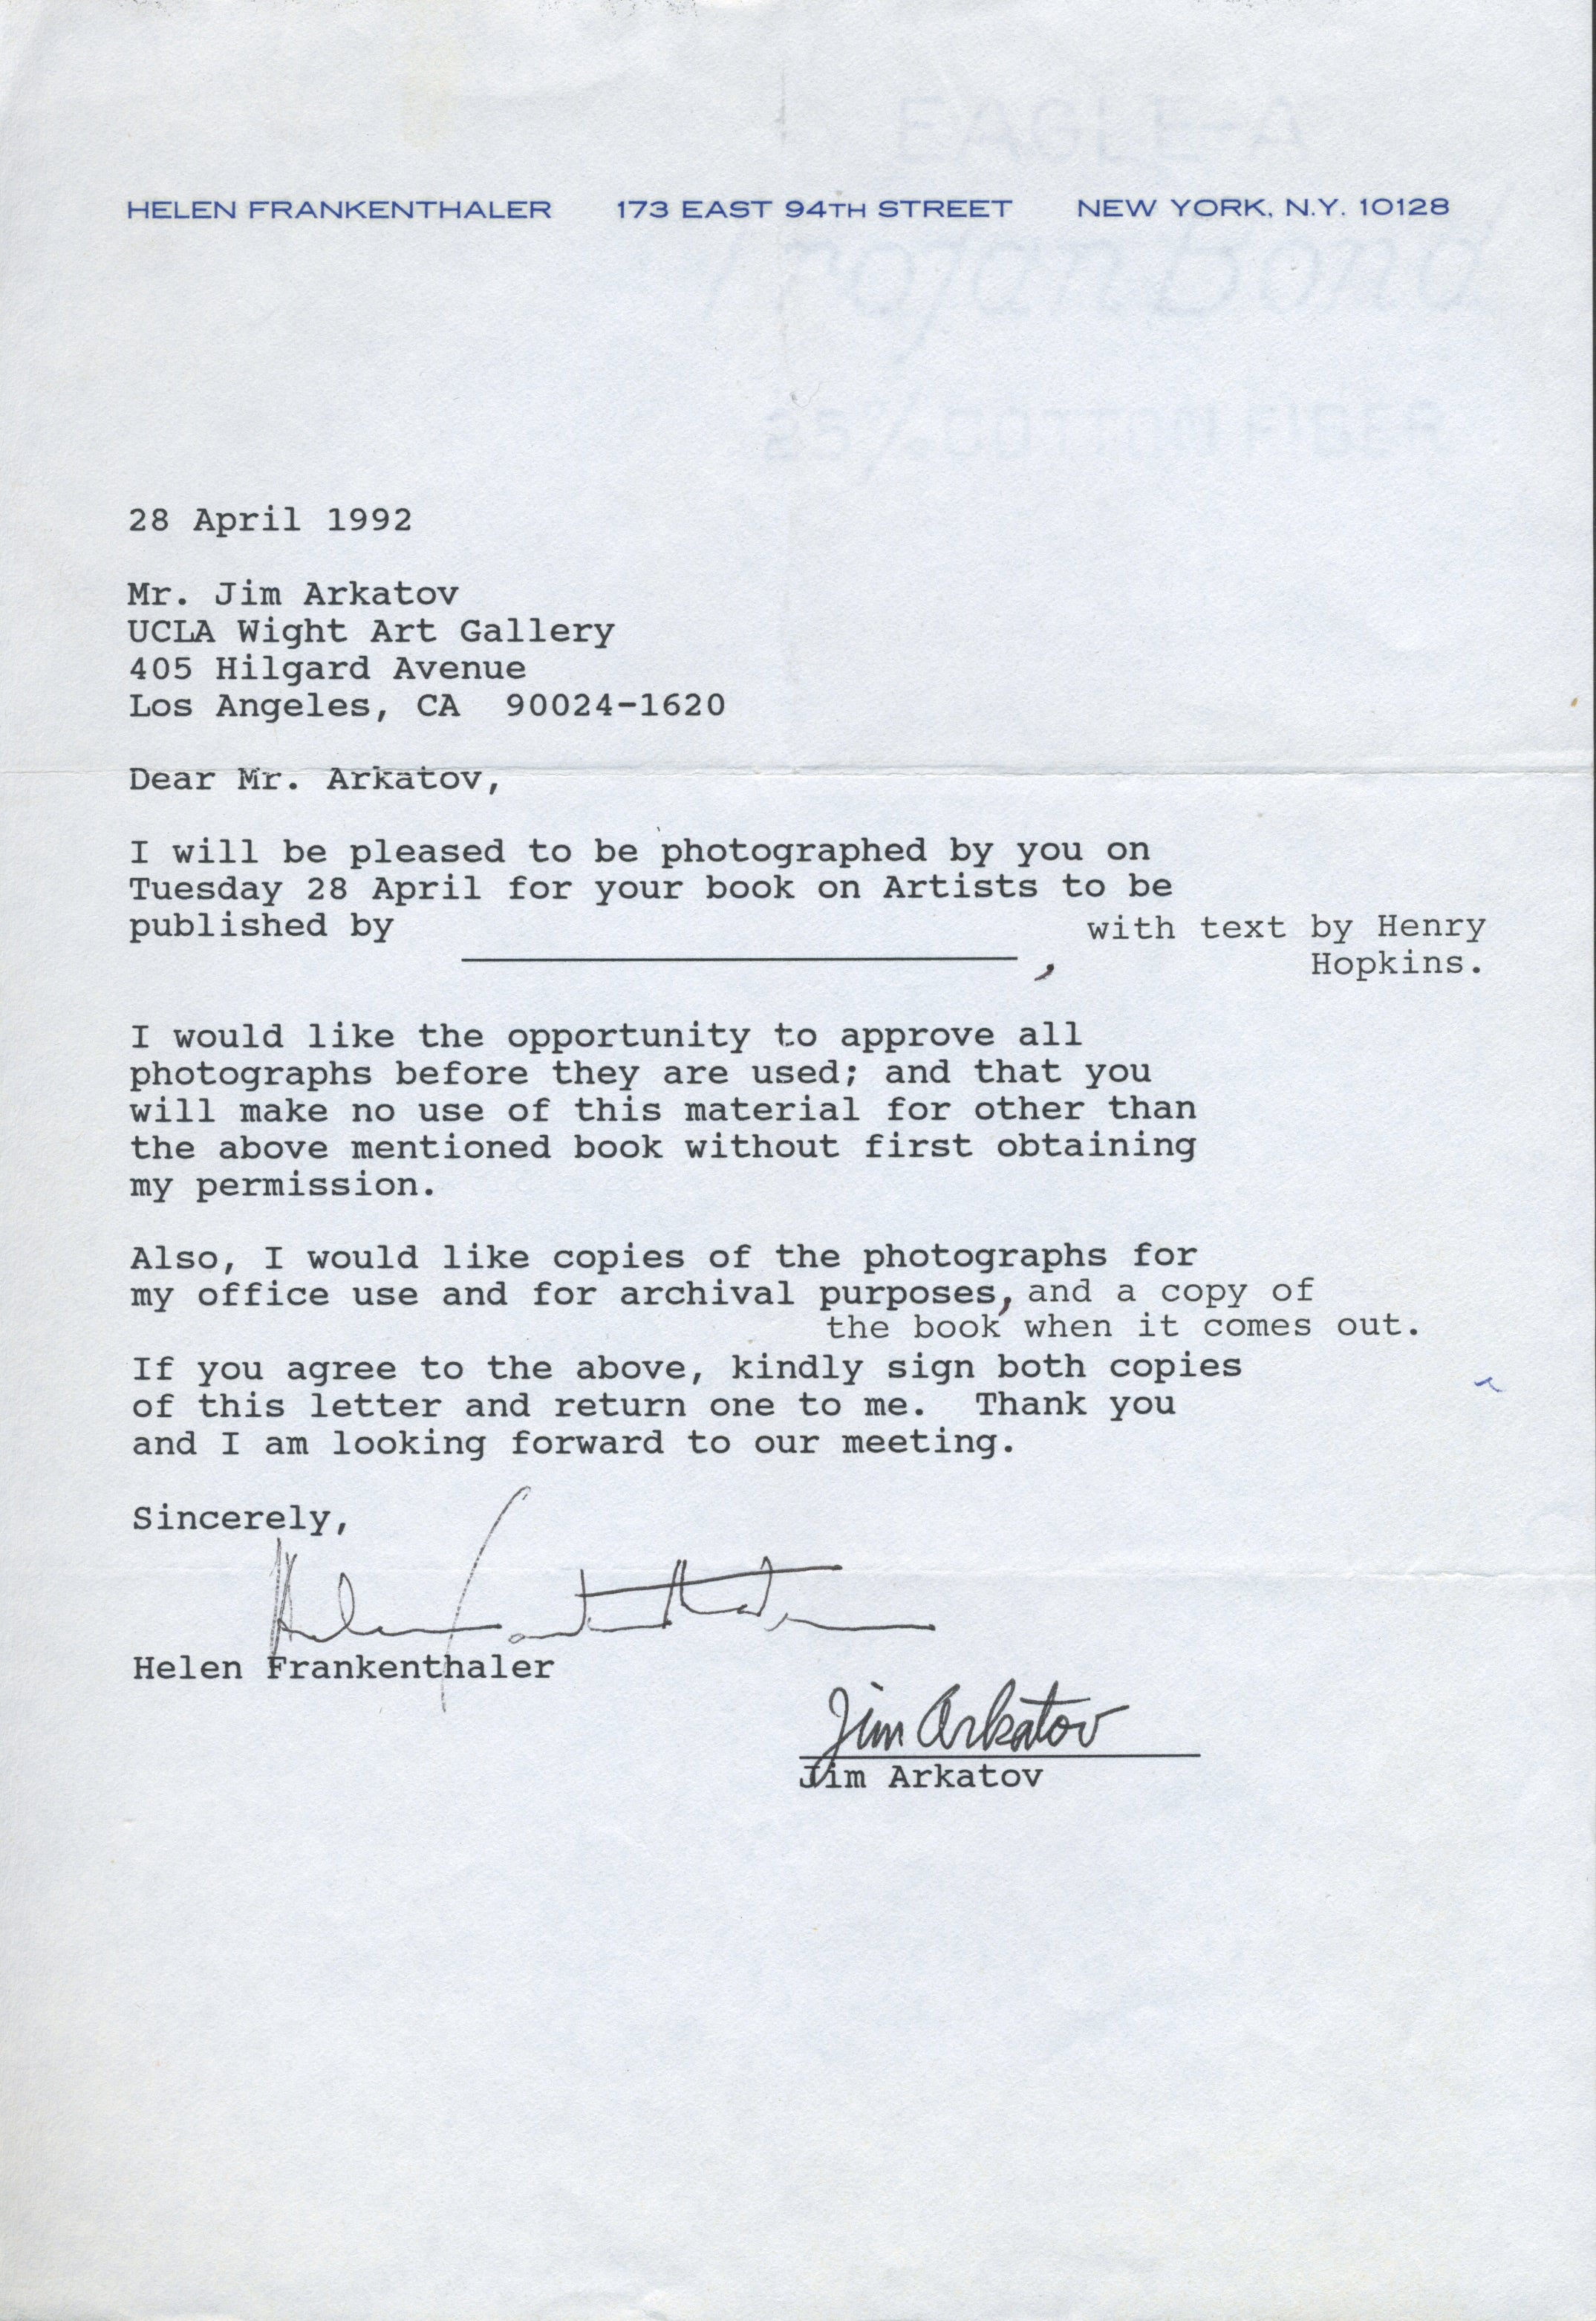 EAGLE-A
HELEN FRANKENTHALER 173 EAST 94TH STREET NEW YORK, N.Y. 10128
Trojan Bond
25% COTTON FIBER
28 April 1992
Mr. Jim Arkatov
UCLA Wight Art Gallery
405 Hilgard Avenue
Los Angeles, CA 90024-1620
Dear Mr. Arkatov,
I will be pleased to be photographed by you on
Tuesday 28 April for your book on Artists to be
published by ____________________, with text by Henry
Hopkins.
I would like the opportunity to approve all
photographs before they are used; and that you
will make no use of this material for other than
the above mentioned book without first obtaining
my permission.
Also, I would like copies of the photographs for
my office use and for archival purposes, and a copy of
the book when it comes out.
If you agree to the above, kindly sign both copies
of this letter and return one to me. Thank you
and I am looking forward to our meeting.
Sincerely,
Helen Frankenthaler
Helen Frankenthaler
Jim Arkatov
Jim Arkatov